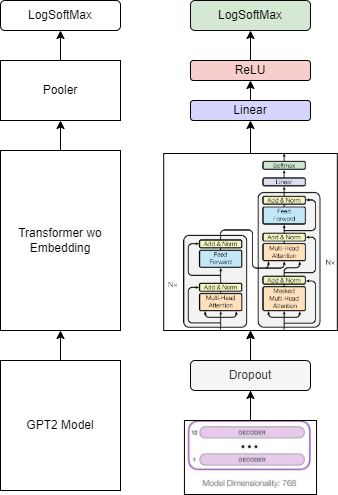 LogSoftMax
LogSoftMax
Pooler
ReLU
Linear
Transformer wo
Embedding
Softmax
Linear
Add & Norm
Feed
Forward
Add & Norm
Multi-Head
Attention
Add & Norm
Masked
Multi-Head
Attention
N×
Add & Norm
Feed
Forward
Add & Norm
Multi-Head
Attention
N×
GPT2 Model
Dropout
12 DECODER
•••
1 DECODER
Model Dimensionality: 768